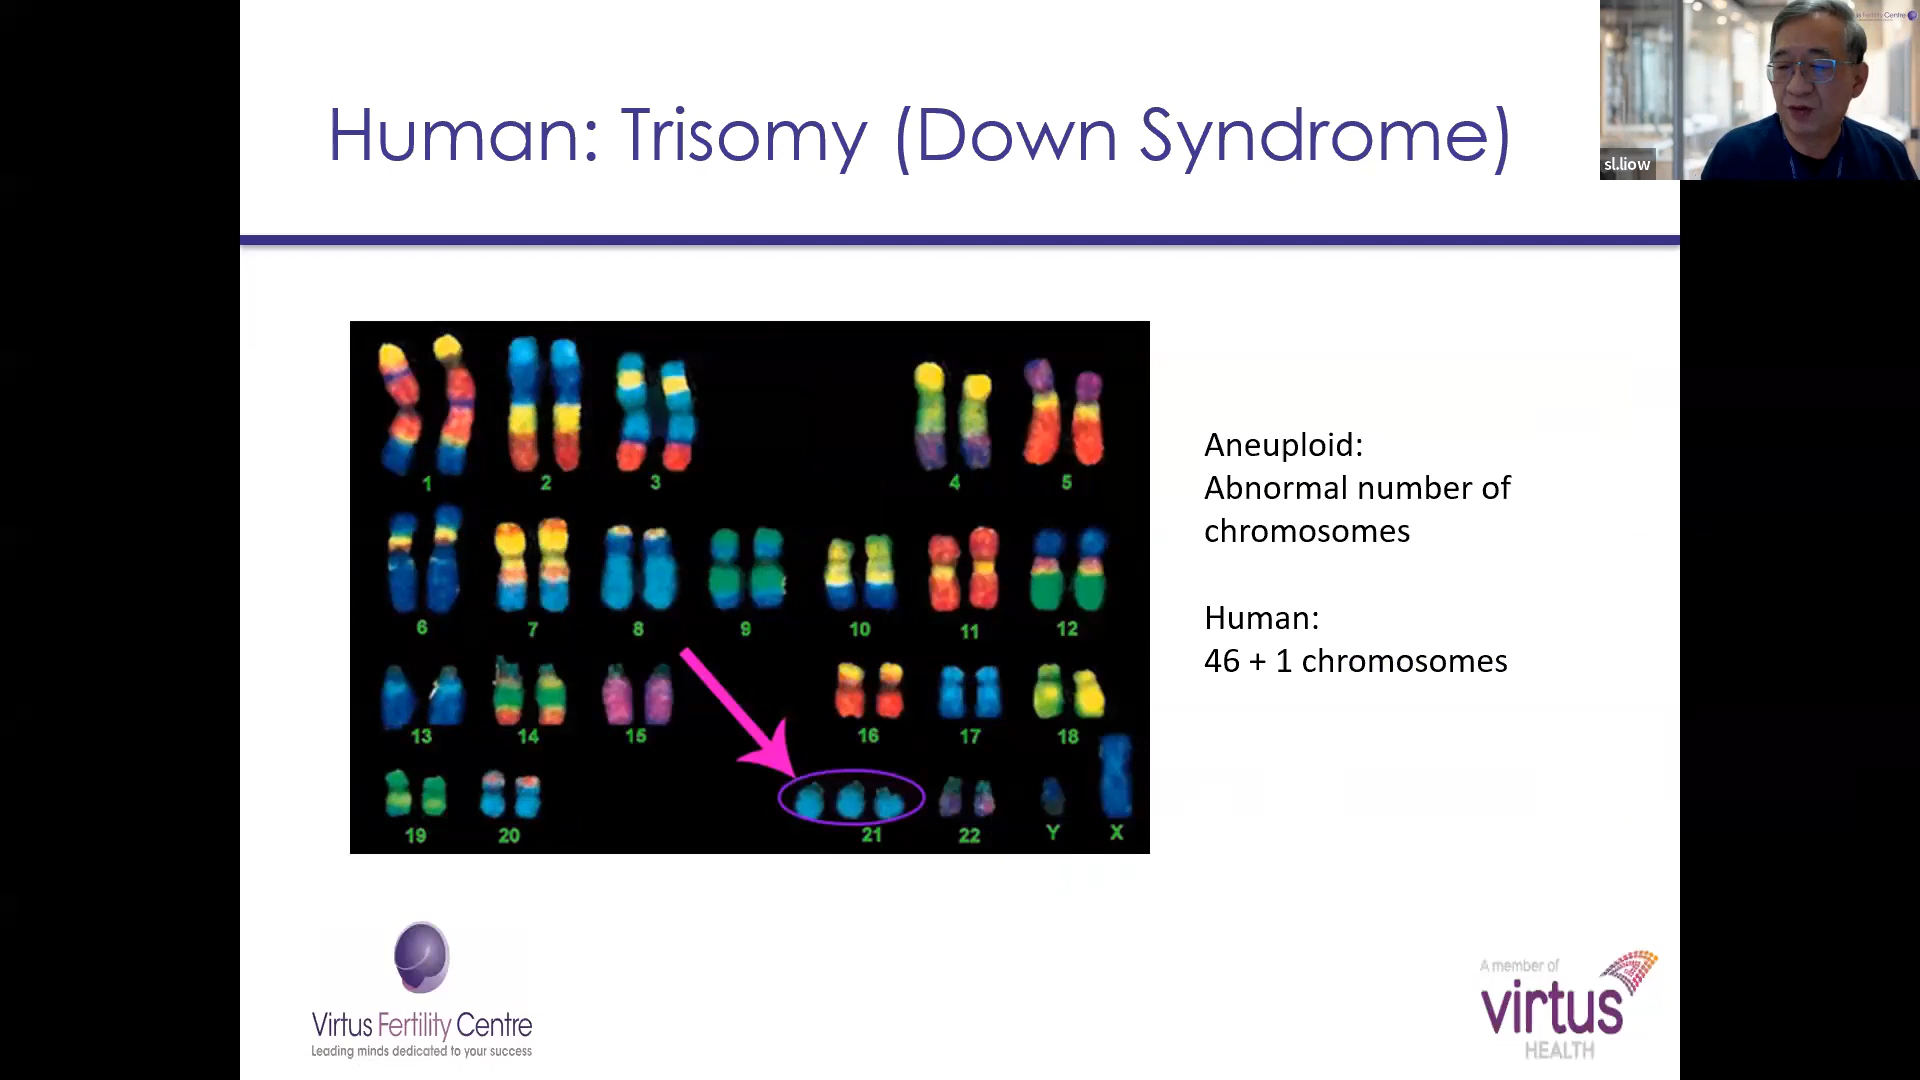 Human: Trisomy (Down Syndrome)
sl.liow
1 2 3 4 5
Aneuploid:
Abnormal number of
chromosomes
Human:
46 + 1 chromosomes
6 7 8 9 10 11 12
13 14 15 16 17 18
19 20 21 22 Y X
Virtus Fertility Centre
Leading minds dedicated to your success
A member of
virtus
HEALTH